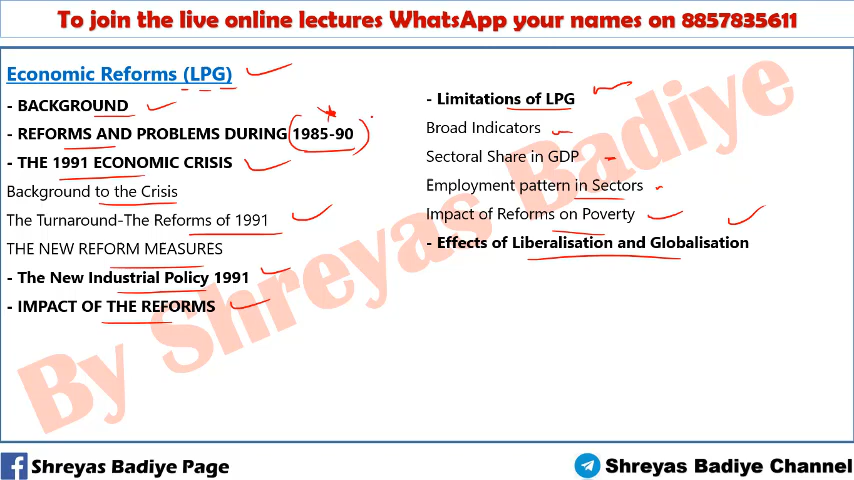 To join the live online lectures WhatsApp your names on 8857835611
Economic Reforms (LPG)
- BACKGROUND
- REFORMS AND PROBLEMS DURING 1985-90
- THE 1991 ECONOMIC CRISIS
Background to the Crisis
The Turnaround-The Reforms of 1991
THE NEW REFORM MEASURES
- The New Industrial Policy 1991
- IMPACT OF THE REFORMS
- Limitations of LPG
Broad Indicators
Sectoral Share in GDP
Employment pattern in Sectors
Impact of Reforms on Poverty
- Effects of Liberalisation and Globalisation
By Shreyas Badiye
Shreyas Badiye Page
Shreyas Badiye Channel